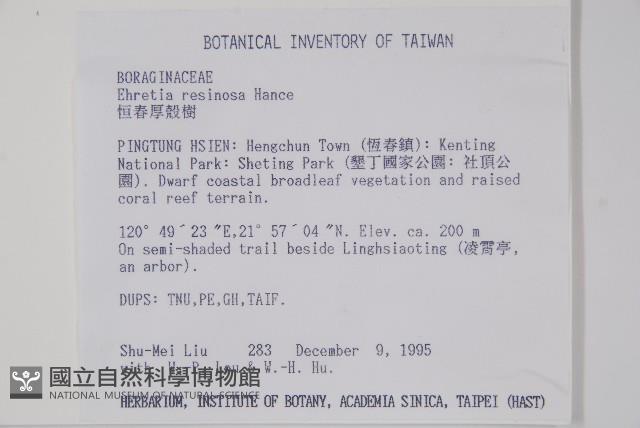 BOTANICAL INVENTORY OF TAIWAN
BORAGINACEAE
Ehretia resinosa Hance
恒春厚殼樹
PINGTUNG HSIEN: Hengchun Town (恆春鎮): Kenting
National Park: Sheting Park (墾丁國家公園: 社頂公
園). Dwarf coastal broadleaf vegetation and raised
coral reef terrain.
120° 49´23 ˝E,21° 57´04 ˝N. Elev. ca. 200 m
On semi-shaded trail beside Linghsiaoting (凌霄亭,
an arbor).
DUPS: TNU,PE,GH,TAIF.
Shu-Mei Liu 283 December 9, 1995
with & W.-H. Hu.
國立自然科學博物館
NATIONAL MUSEUM OF NATURAL SCIENCE
HERBARIUM, INSTITUTE OF BOTANY, ACADEMIA SINICA, TAIPEI (HAST)